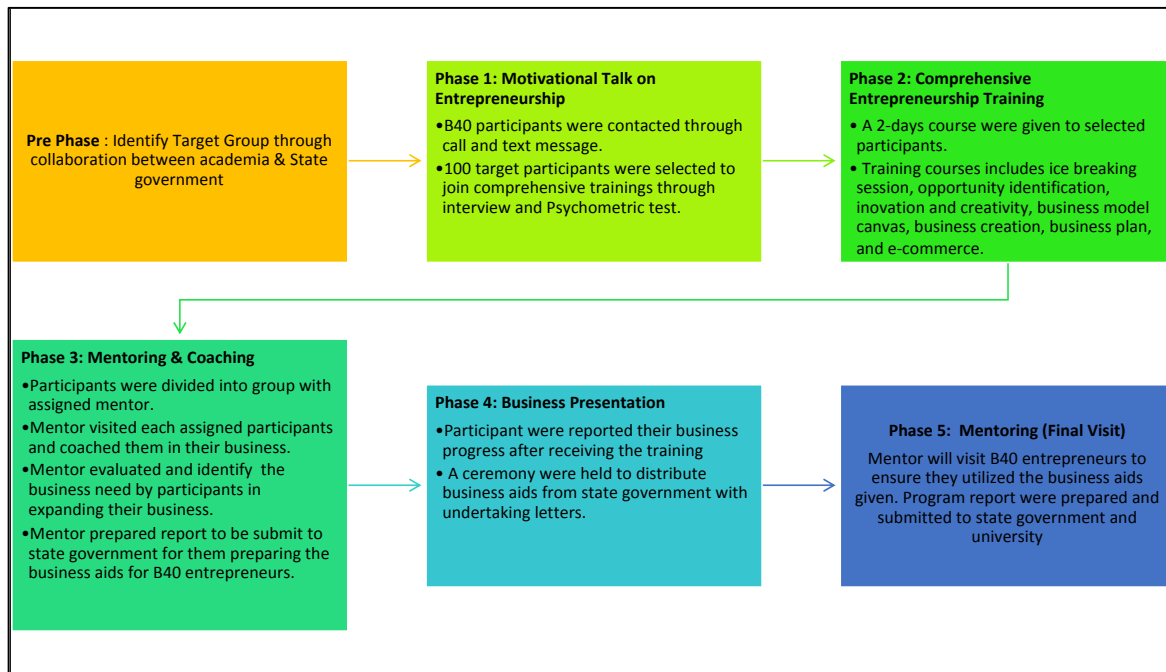 Pre Phase : Identify Target Group through
collaboration between academia & State
government
Phase 1: Motivational Talk on
Entrepreneurship
•B40 participants were contacted through
call and text message.
•100 target participants were selected to
join comprehensive trainings through
interview and Psychometric test.
Phase 2: Comprehensive
Entrepreneurship Training
• A 2-days course were given to selected
participants.
• Training courses includes ice breaking
session, opportunity identification,
inovation and creativity, business model
canvas, business creation, business plan,
and e-commerce.
Phase 3: Mentoring & Coaching
•Participants were divided into group with
assigned mentor.
•Mentor visited each assigned participants
and coached them in their business.
•Mentor evaluated and identify the
business need by participants in
expanding their business.
•Mentor prepared report to be submit to
state government for them preparing the
business aids for B40 entrepreneurs.
Phase 4: Business Presentation
•Participant were reported their business
progress after receiving the training
• A ceremony were held to distribute
business aids from state government with
undertaking letters.
Phase 5: Mentoring (Final Visit)
Mentor will visit B40 entrepreneurs to
ensure they utilized the business aids
given. Program report were prepared and
submitted to state government and
university